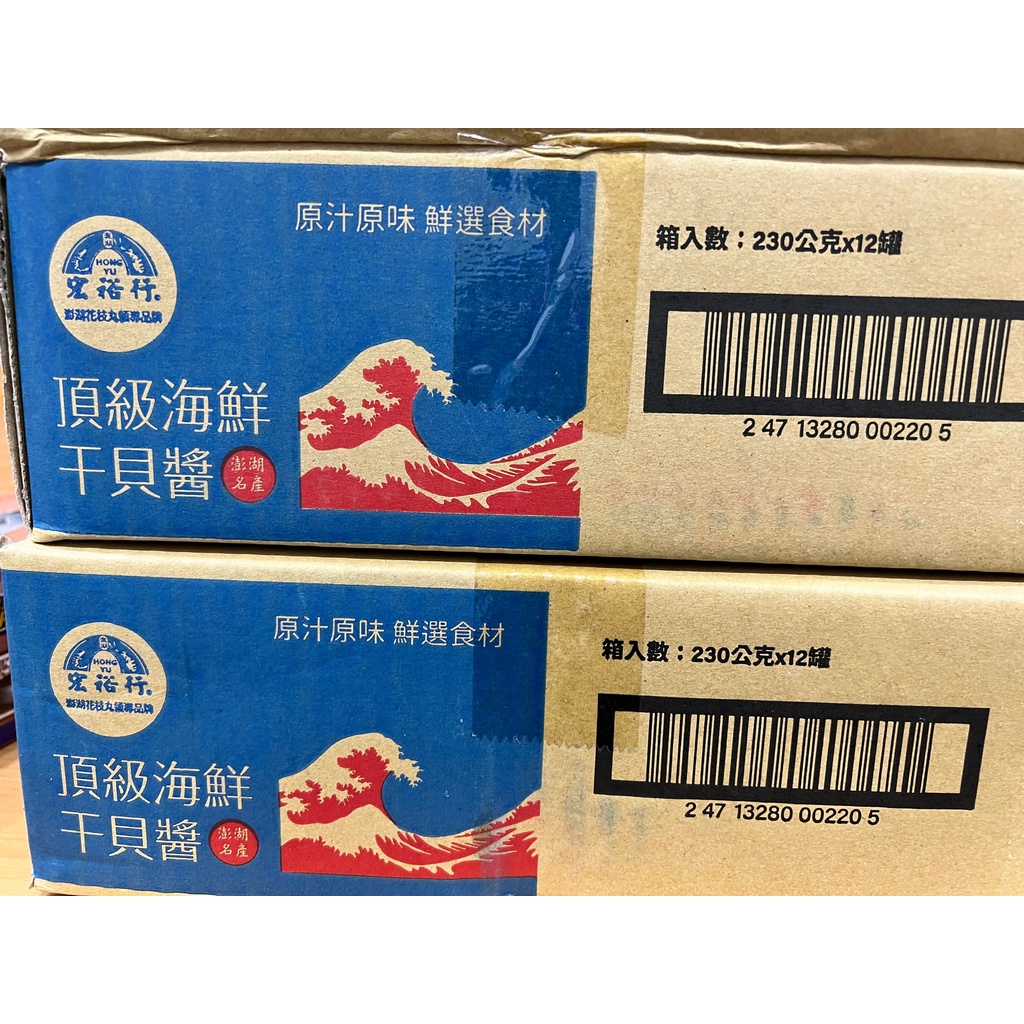 原汁原味 鮮選食材
HONG
YU
宏裕行
澎湖花枝丸領導品牌
頂級海鮮
干貝醬
澎湖
名產
箱入數：230公克x12罐
2 47 13280 00220 5
原汁原味 鮮選食材
HONG
YU
宏裕行
澎湖花枝丸領導品牌
頂級海鮮
干貝醬
澎湖
名產
箱入數：230公克x12罐
2 47 13280 00220 5